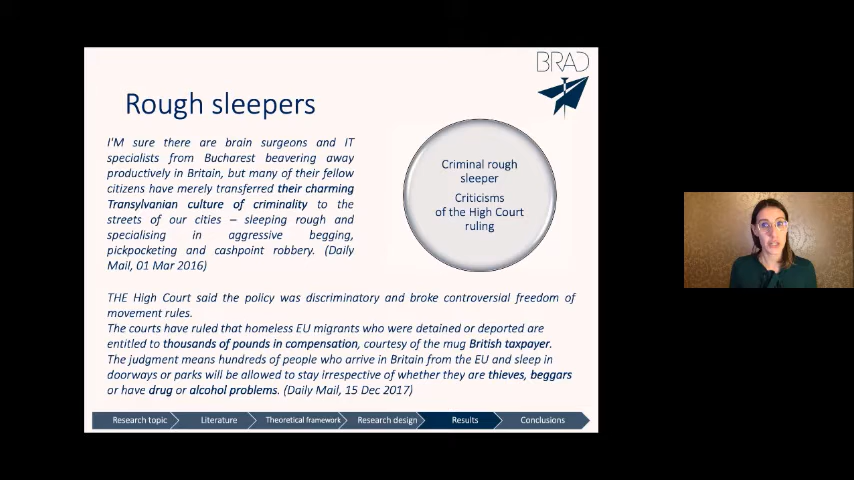 BRAD
Rough sleepers
I'M sure there are brain surgeons and IT
specialists from Bucharest beavering away
productively in Britain, but many of their fellow
citizens have merely transferred their charming
Transylvanian culture of criminality to the
streets of our cities – sleeping rough and
specialising in aggressive begging,
pickpocketing and cashpoint robbery. (Daily
Mail, 01 Mar 2016)
Criminal rough
sleeper
Criticisms
of the High Court
ruling
THE High Court said the policy was discriminatory and broke controversial freedom of
movement rules.
The courts have ruled that homeless EU migrants who were detained or deported are
entitled to thousands of pounds in compensation, courtesy of the mug British taxpayer.
The judgment means hundreds of people who arrive in Britain from the EU and sleep in
doorways or parks will be allowed to stay irrespective of whether they are thieves, beggars
or have drug or alcohol problems. (Daily Mail, 15 Dec 2017)
Research topic
Literature
Theoretical framework
Research design
Results
Conclusions